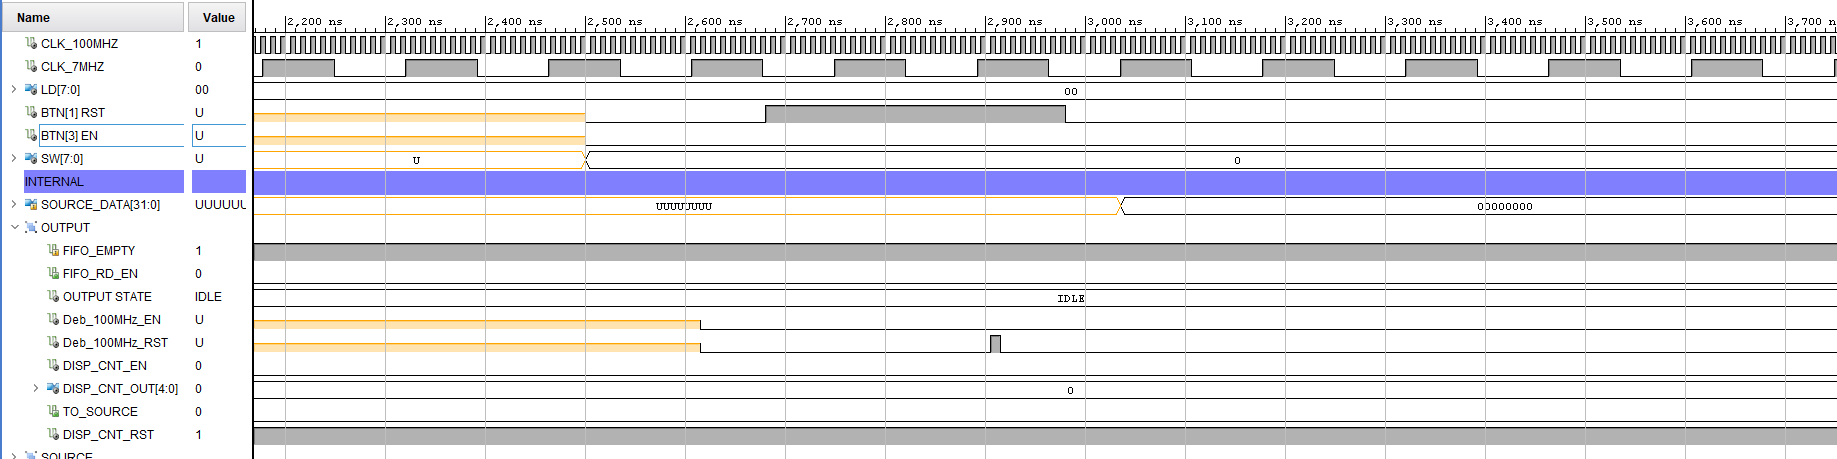 Name Value 2,200 ns 2,300 ns 2,400 ns 2,500 ns 2,600 ns 2,700 ns 2,800 ns 2,900 ns 3,000 ns 3,100 ns 3,200 ns 3,300 ns 3,400 ns 3,500 ns 3,600 ns 3,700 ns
CLK_100MHZ 1
CLK_7MHZ 0
LD[7:0] 00 00
BTN[1] RST U
BTN[3] EN U
SW[7:0] U U 0
INTERNAL
SOURCE_DATA[31:0] UUUUUU UUUUUUUU 00000000
OUTPUT
FIFO_EMPTY 1
FIFO_RD_EN 0
OUTPUT STATE IDLE IDLE
Deb_100MHz_EN U
Deb_100MHz_RST U
DISP_CNT_EN 0
DISP_CNT_OUT[4:0] 0 0
TO_SOURCE 0
DISP_CNT_RST 1
SOURCE